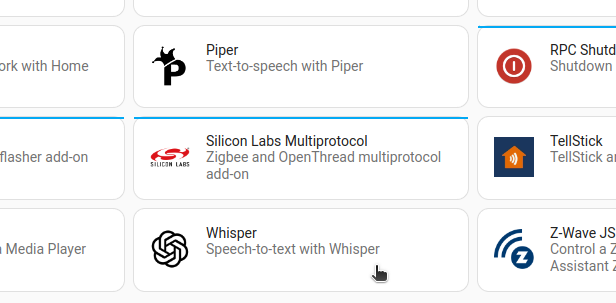 ork with Home
Piper
Text-to-speech with Piper
RPC Shutd
Shutdown
flasher add-on
SILICON LABS
Silicon Labs Multiprotocol
Zigbee and OpenThread multiprotocol
add-on
TellStick
TellStick a
Media Player
Whisper
Speech-to-text with Whisper
Z
Z-Wave JS
Control a Z
Assistant Z